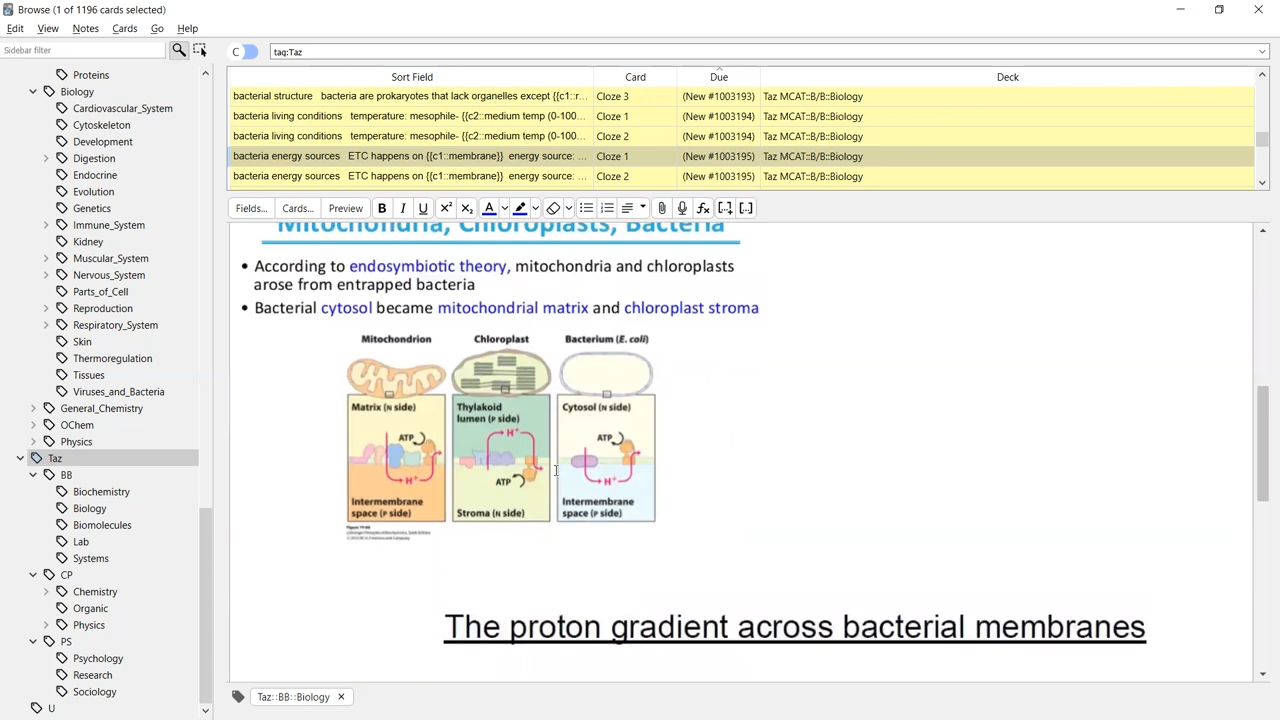 Browse (1 of 1196 cards selected)
Edit View Notes Cards Go Help
Sidebar filter
C
tag:Taz
Proteins
Biology
Cardiovascular_System
Cytoskeleton
Development
Digestion
Endocrine
Evolution
Genetics
Immune_System
Kidney
Muscular_System
Nervous_System
Parts_of_Cell
Reproduction
Respiratory_System
Skin
Thermoregulation
Tissues
Viruses_and_Bacteria
General_Chemistry
OChem
Physics
Taz
BB
Biochemistry
Biology
Biomolecules
Lab
Systems
CP
Chemistry
Organic
Physics
PS
Psychology
Research
Sociology
U
Sort Field Card Due Deck
bacterial structure bacteria are prokaryotes that lack organelles except {{c1::r... Cloze 3 (New #1003193) Taz MCAT::B/B::Biology
bacteria living conditions temperature: mesophile- {{c2::medium temp (0-100... Cloze 1 (New #1003194) Taz MCAT::B/B::Biology
bacteria living conditions temperature: mesophile- {{c2::medium temp (0-100... Cloze 2 (New #1003194) Taz MCAT::B/B::Biology
bacteria energy sources ETC happens on {{c1::membrane}} energy source: ... Cloze 1 (New #1003195) Taz MCAT::B/B::Biology
bacteria energy sources ETC happens on {{c1::membrane}} energy source: ... Cloze 2 (New #1003195) Taz MCAT::B/B::Biology
Fields... Cards... Preview B I U X² X₂ A fx [...] [...]
Mitochondria, Chloroplasts, Bacteria
• According to endosymbiotic theory, mitochondria and chloroplasts
arose from entrapped bacteria
• Bacterial cytosol became mitochondrial matrix and chloroplast stroma
Mitochondrion Chloroplast Bacterium (E. coli)
Matrix (N side)
ATP
H⁺
Intermembrane
space (P side)
Thylakoid
lumen (P side)
H⁺
ATP
Stroma (N side)
Cytosol (N side)
ATP
H⁺
Intermembrane
space (P side)
The proton gradient across bacterial membranes
Taz::BB::Biology ×